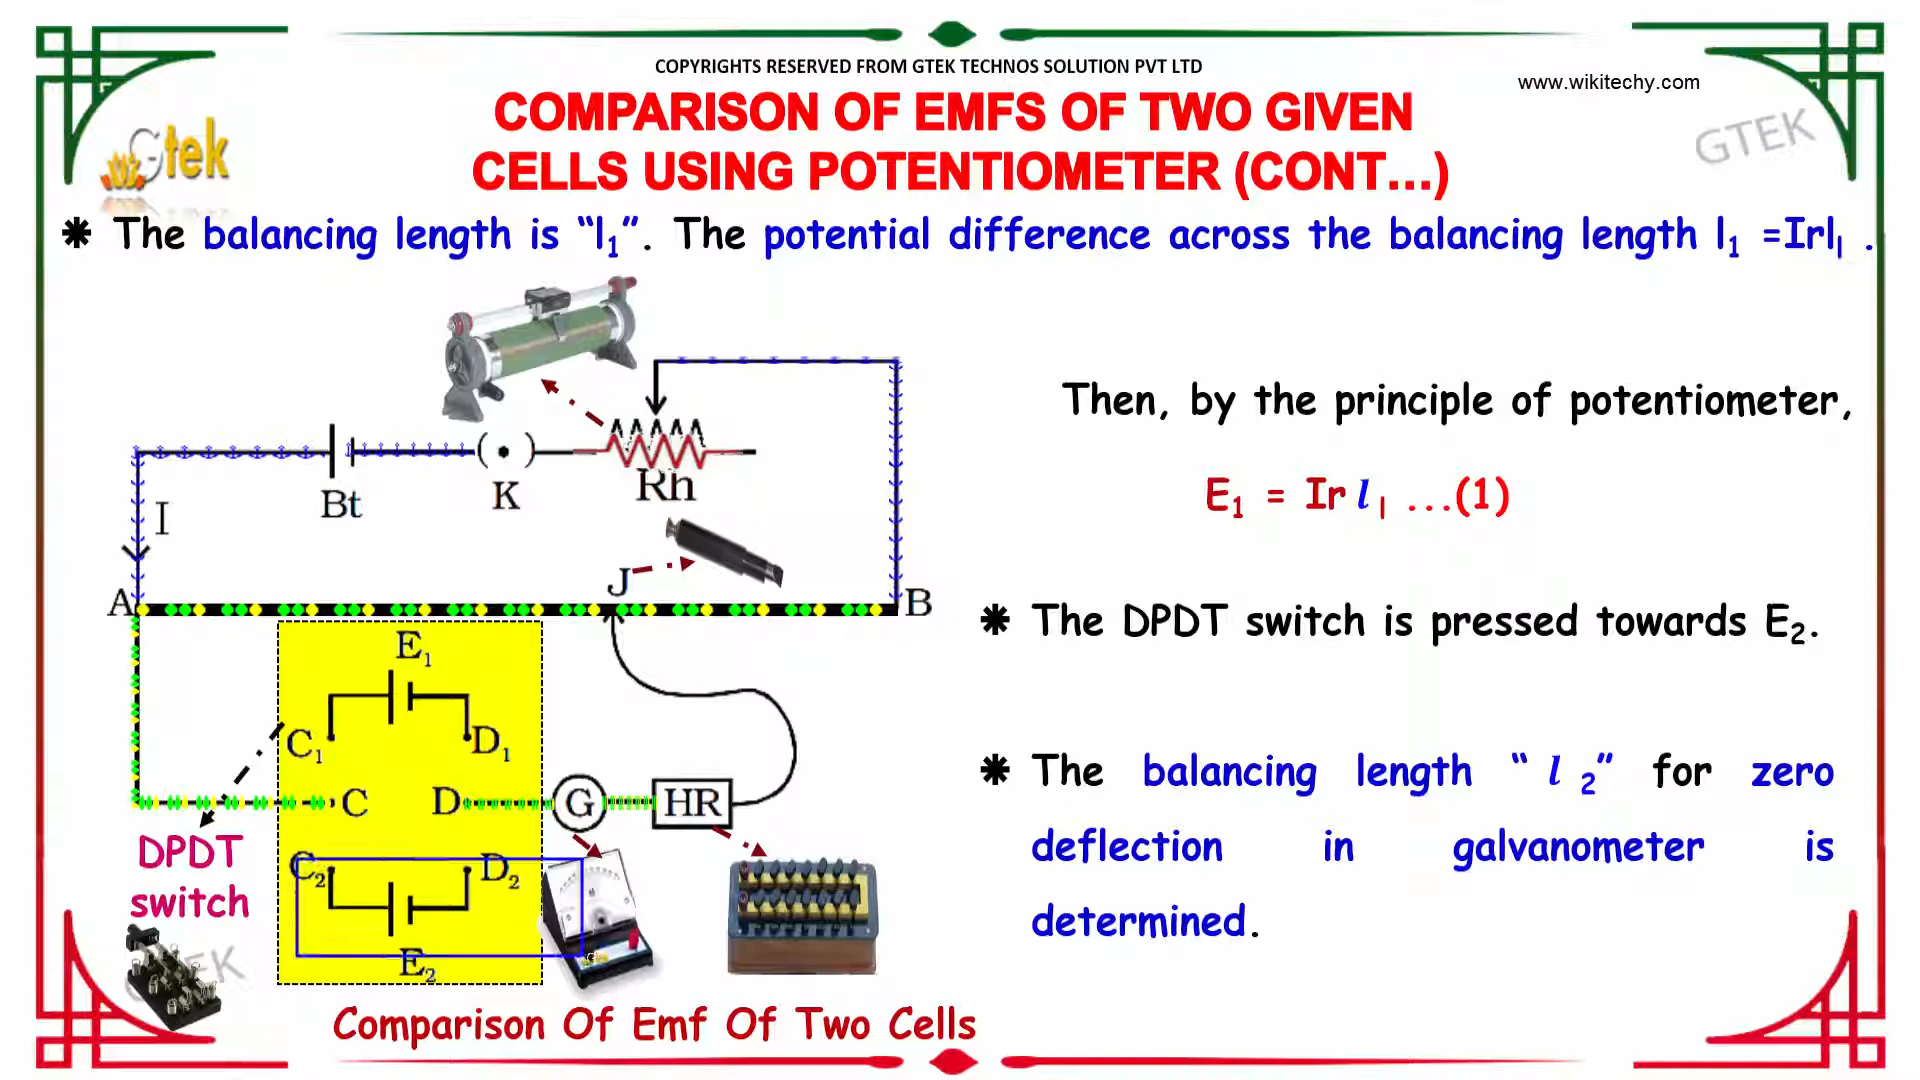 COPYRIGHTS RESERVED FROM GTEK TECHNOS SOLUTION PVT LTD
www.wikitechy.com
COMPARISON OF EMFS OF TWO GIVEN
CELLS USING POTENTIOMETER (CONT...)
Gtek
GTEK
The balancing length is “l1”. The potential difference across the balancing length l1 =Irl| .
Then, by the principle of potentiometer,
E1 = Ir l | ...(1)
The DPDT switch is pressed towards E2.
The balancing length “ l 2” for zero
deflection in galvanometer is
determined.
Bt
K
Rh
I
J
A
B
E1
C1
D1
C
D
G
HR
DPDT
switch
C2
D2
E2
Comparison Of Emf Of Two Cells